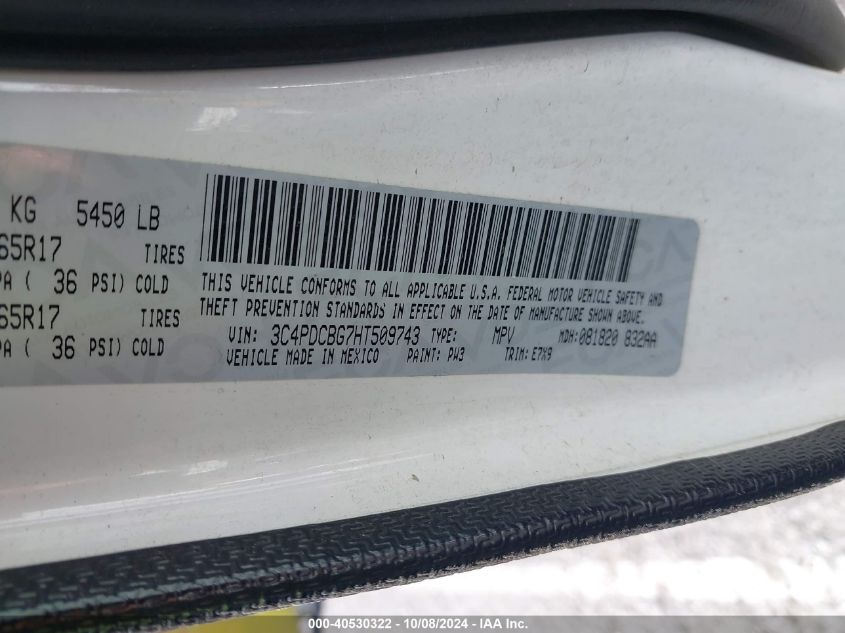 KG 5450 LB
65R17 TIRES
PA ( 36 PSI) COLD
65R17 TIRES
PA ( 36 PSI) COLD
THIS VEHICLE CONFORMS TO ALL APPLICABLE U.S.A. FEDERAL MOTOR VEHICLE SAFETY AND
THEFT PREVENTION STANDARDS IN EFFECT ON THE DATE OF MANUFACTURE SHOWN ABOVE.
VIN: 3C4PDCBG7HT509743 TYPE: MPV MDH:081820 832AA
VEHICLE MADE IN MEXICO PAINT: PW3 TRIM: E7X9
000-40530322 - 10/08/2024 - IAA Inc.